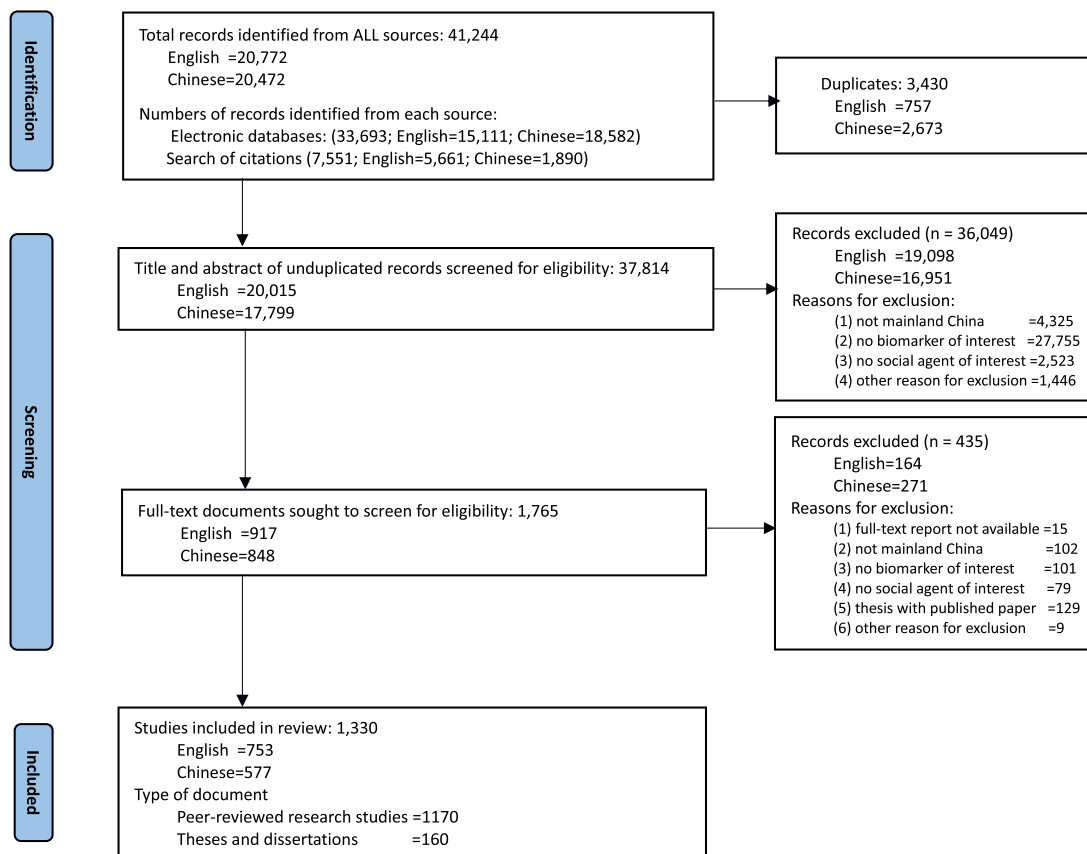 Identification
Total records identified from ALL sources: 41,244
English =20,772
Chinese=20,472
Numbers of records identified from each source:
Electronic databases: (33,693; English=15,111; Chinese=18,582)
Search of citations (7,551; English=5,661; Chinese=1,890)
Duplicates: 3,430
English =757
Chinese=2,673
Screening
Title and abstract of unduplicated records screened for eligibility: 37,814
English =20,015
Chinese=17,799
Records excluded (n = 36,049)
English =19,098
Chinese=16,951
Reasons for exclusion:
(1) not mainland China =4,325
(2) no biomarker of interest =27,755
(3) no social agent of interest =2,523
(4) other reason for exclusion =1,446
Full-text documents sought to screen for eligibility: 1,765
English =917
Chinese=848
Records excluded (n = 435)
English=164
Chinese=271
Reasons for exclusion:
(1) full-text report not available =15
(2) not mainland China =102
(3) no biomarker of interest =101
(4) no social agent of interest =79
(5) thesis with published paper =129
(6) other reason for exclusion =9
Included
Studies included in review: 1,330
English =753
Chinese=577
Type of document
Peer-reviewed research studies =1170
Theses and dissertations =160